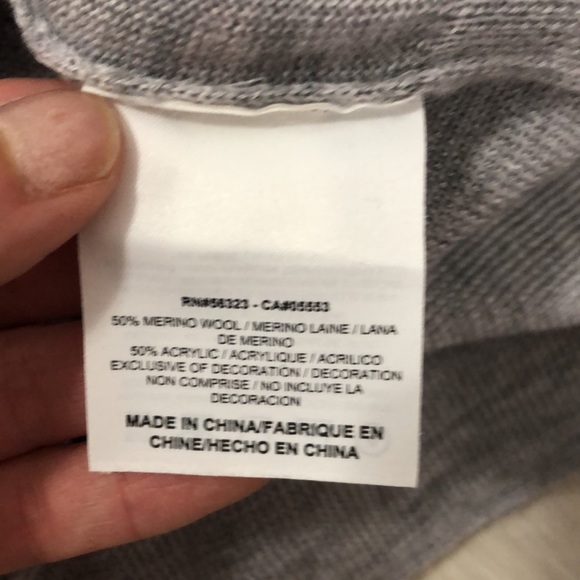 RN#56323 - CA#05553
50% MERINO WOOL / MERINO LAINE / LANA
DE MERINO
50% ACRYLIC / ACRYLIQUE / ACRILICO
EXCLUSIVE OF DECORATION / DECORATION
NON COMPRISE / NO INCLUYE LA
DECORACION
MADE IN CHINA/FABRIQUE EN
CHINE/HECHO EN CHINA